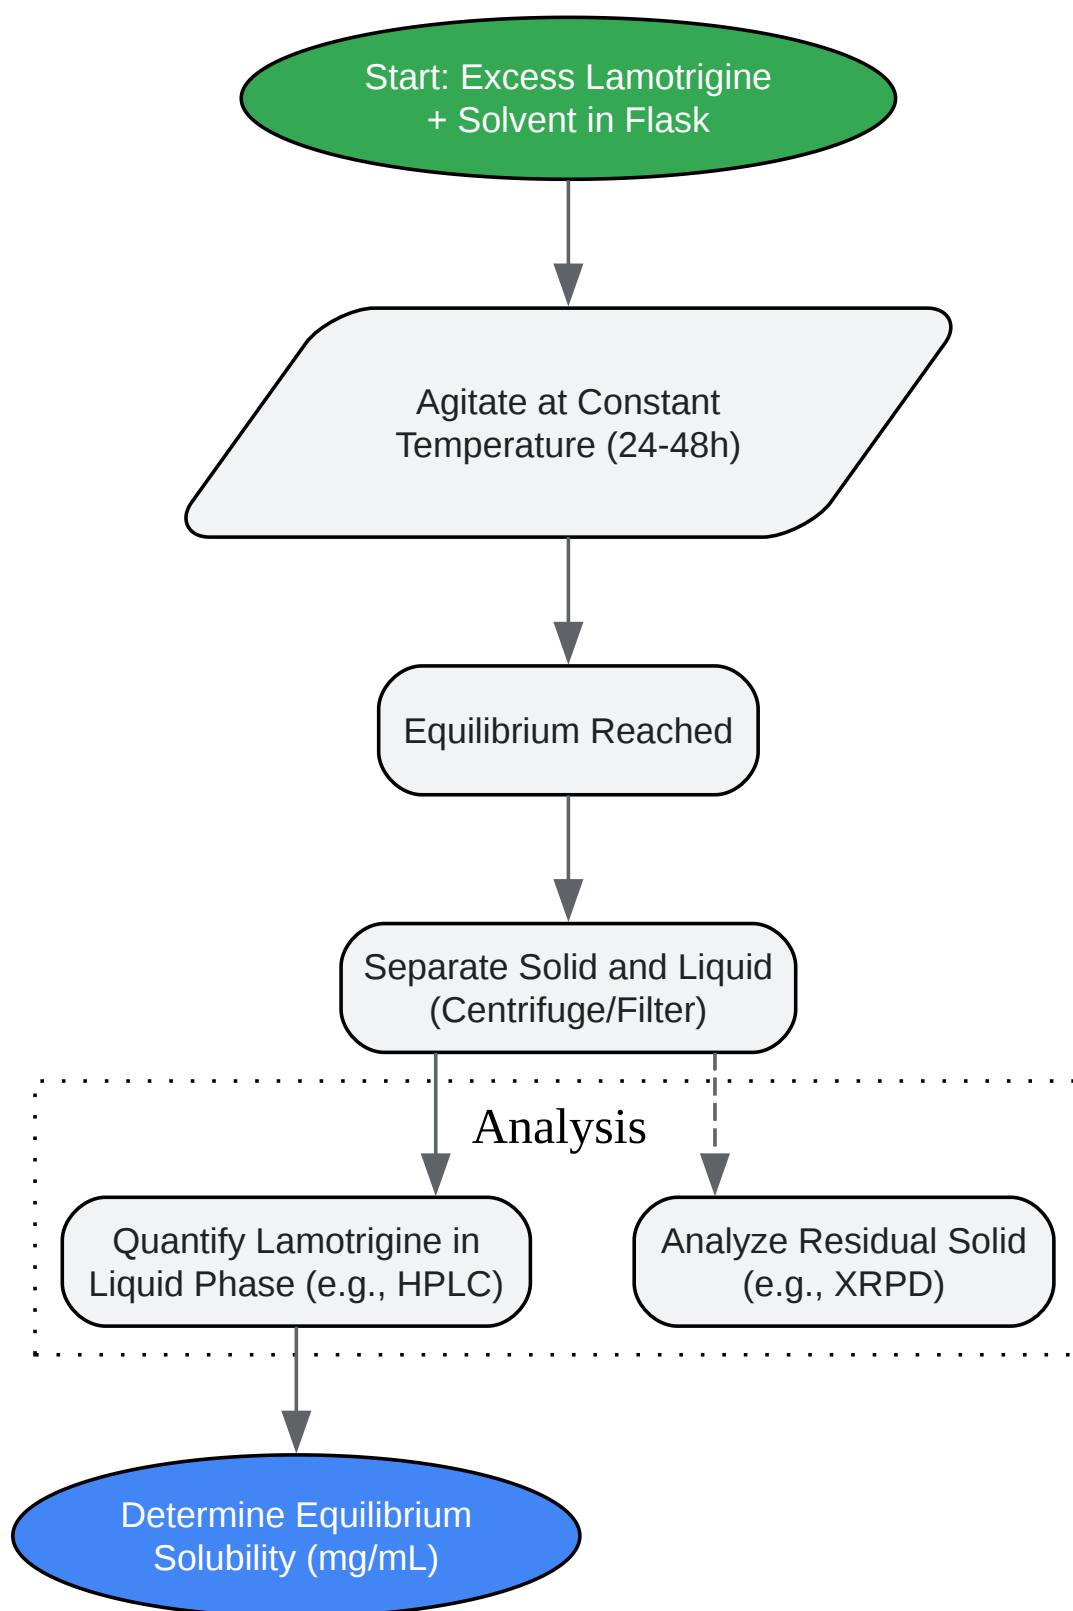 Start: Excess Lamotrigine
+ Solvent in Flask
Agitate at Constant
Temperature (24-48h)
Equilibrium Reached
Separate Solid and Liquid
(Centrifuge/Filter)
Analysis
Quantify Lamotrigine in
Liquid Phase (e.g., HPLC)
Analyze Residual Solid
(e.g., XRPD)
Determine Equilibrium
Solubility (mg/mL)